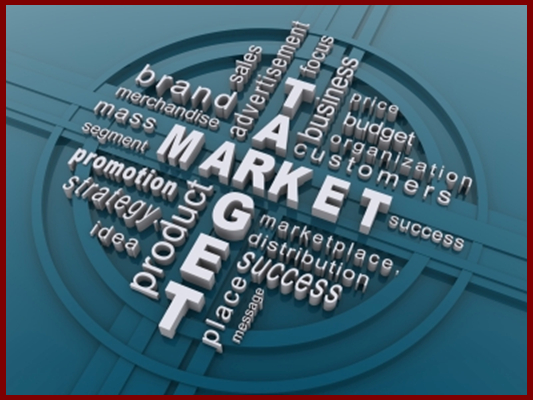 sales
advertisement
focus
brand
merchandise
mass
segment
business
price
budget
organization
customers
TARGET
MARKET
promotion
strategy
idea
product
success
marketplace,
distribution
success
place
message